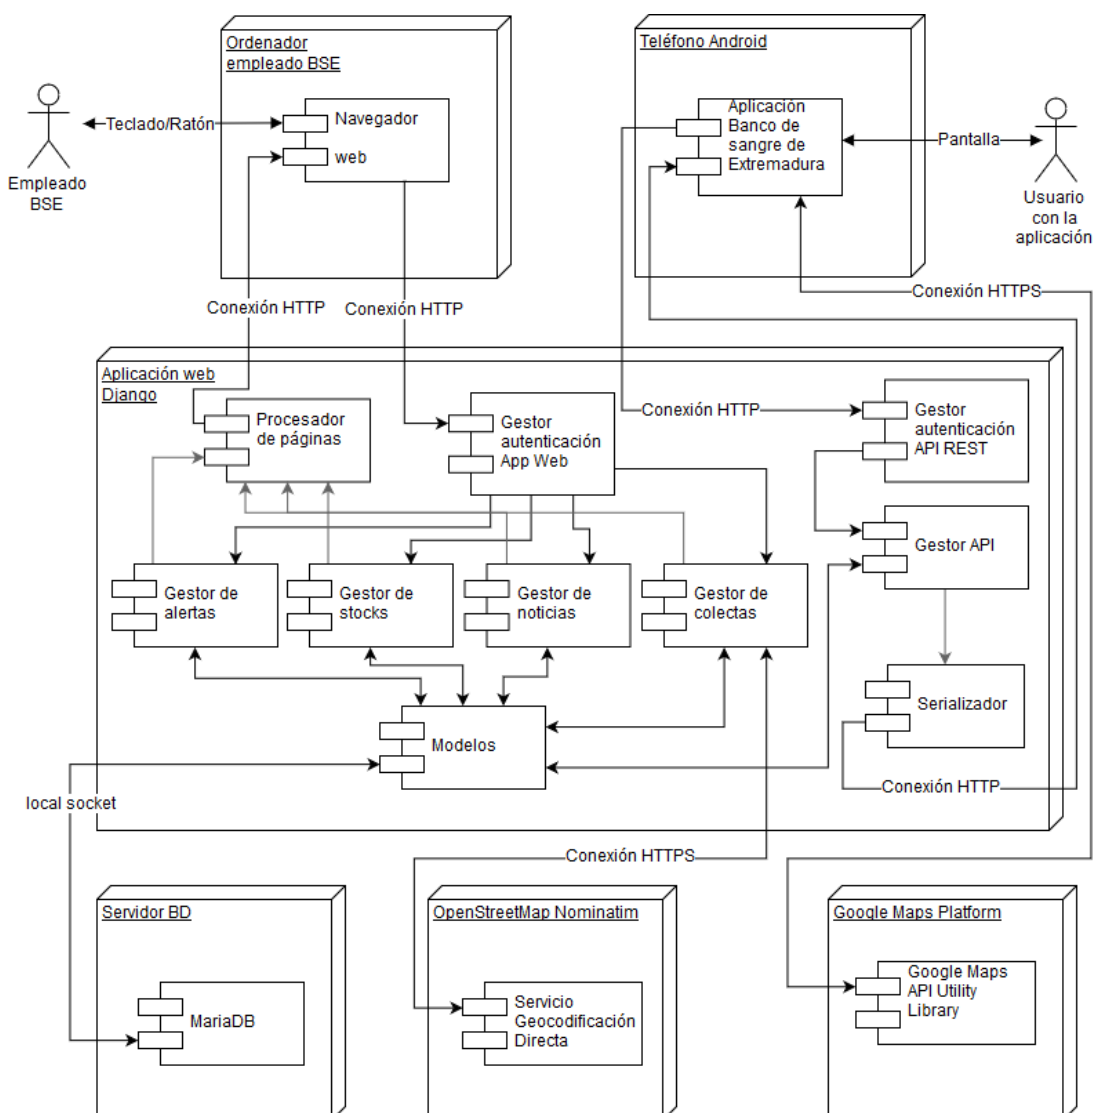 Ordenador
empleado BSE
Teléfono Android
Navegador
web
Aplicación
Banco de
sangre de
Extremadura
Teclado/Ratón
Pantalla
Empleado
BSE
Usuario
con la
aplicación
Conexión HTTP
Conexión HTTP
Conexión HTTPS
Aplicación web
Django
Procesador
de páginas
Gestor
autenticación
App Web
Conexión HTTP
Gestor
autenticación
API REST
Gestor API
Gestor de
alertas
Gestor de
stocks
Gestor de
noticias
Gestor de
colectas
Serializador
Modelos
Conexión HTTP
local socket
Conexión HTTPS
Servidor BD
OpenStreetMap Nominatim
Google Maps Platform
MariaDB
Servicio
Geocodificación
Directa
Google Maps
API Utility
Library